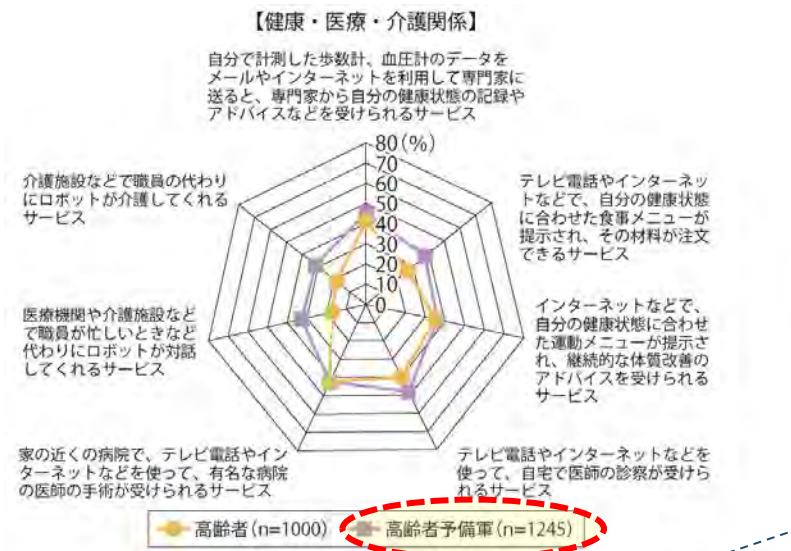 【健康・医療・介護関係】
自分で計測した歩数計、血圧計のデータを
メールやインターネットを利用して専門家に
送ると、専門家から自分の健康状態の記録や
アドバイスなどを受けられるサービス
80(%)
70
60
50
40
30
20
10
0
テレビ電話やインターネッ
トなどで、自分の健康状態
に合わせた食事メニューが
提示され、その材料が注文
できるサービス
インターネットなどで、
自分の健康状態に合わせ
た運動メニューが提示さ
れ、継続的な体質改善の
アドバイスを受けられる
サービス
テレビ電話やインターネットなどを
使って、自宅で医師の診察が受けら
れるサービス
家の近くの病院で、テレビ電話やイン
ターネットなどを使って、有名な病院
の医師の手術が受けられるサービス
医療機関や介護施設など
で職員が忙しいときなど
代わりにロボットが対話
してくれるサービス
介護施設などで職員の代わり
にロボットが介護してくれる
サービス
高齢者(n=1000)
高齢者予備軍(n=1245)